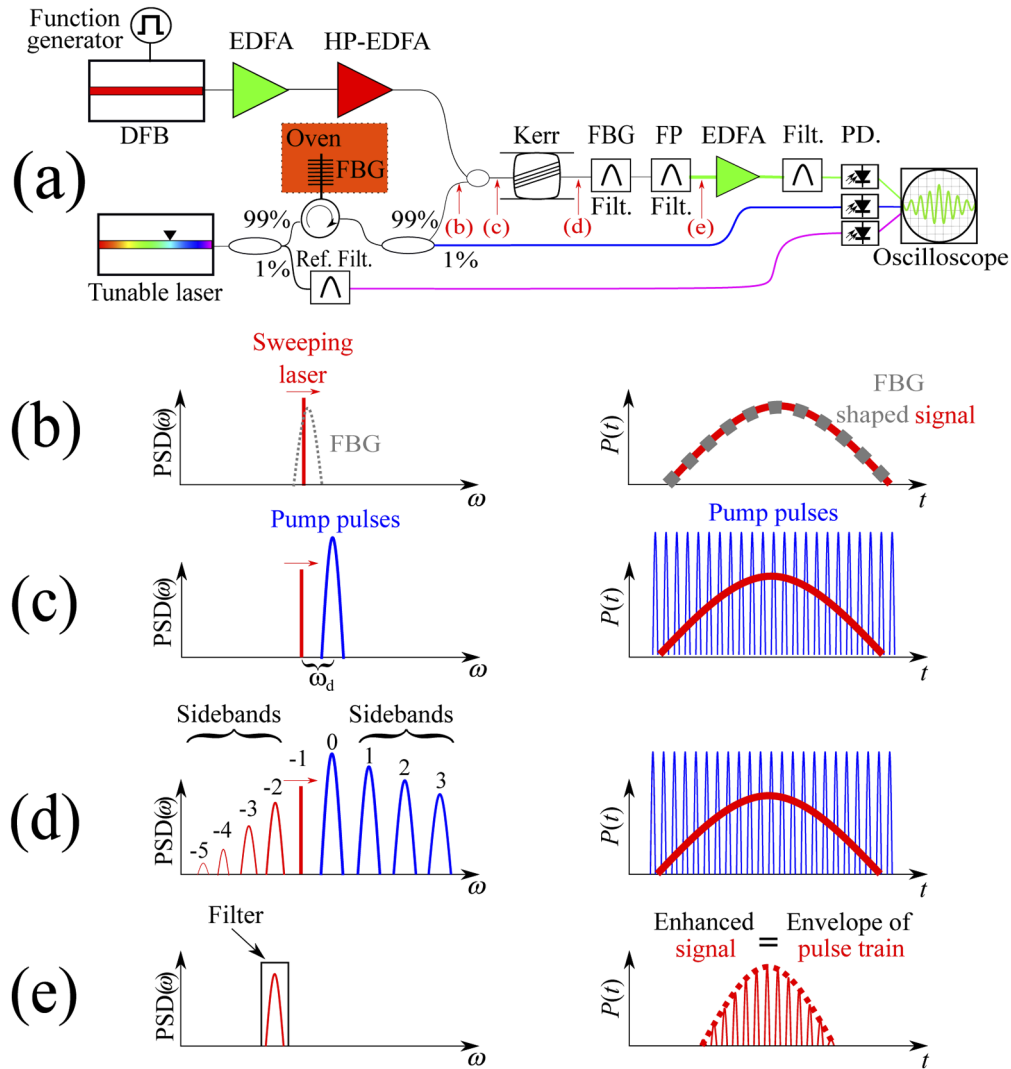 Function
generator
EDFA
HP-EDFA
DFB
Oven
FBG
Kerr
FBG
FP
EDFA
Filt.
PD.
(a)
99%
99%
(b)
(c)
(d)
Filt.
Filt.
(e)
1%
1%
Ref. Filt.
Tunable laser
Oscilloscope
Sweeping
laser
(b)
PSD(ω)
FBG
ω
P(t)
FBG
shaped signal
t
Pump pulses
Pump pulses
(c)
PSD(ω)
ω
ωd
P(t)
t
Sidebands
Sidebands
(d)
PSD(ω)
-5
-4
-3
-2
-1
0
1
2
3
ω
P(t)
t
Filter
Enhanced
signal
=
Envelope of
pulse train
(e)
PSD(ω)
ω
P(t)
t